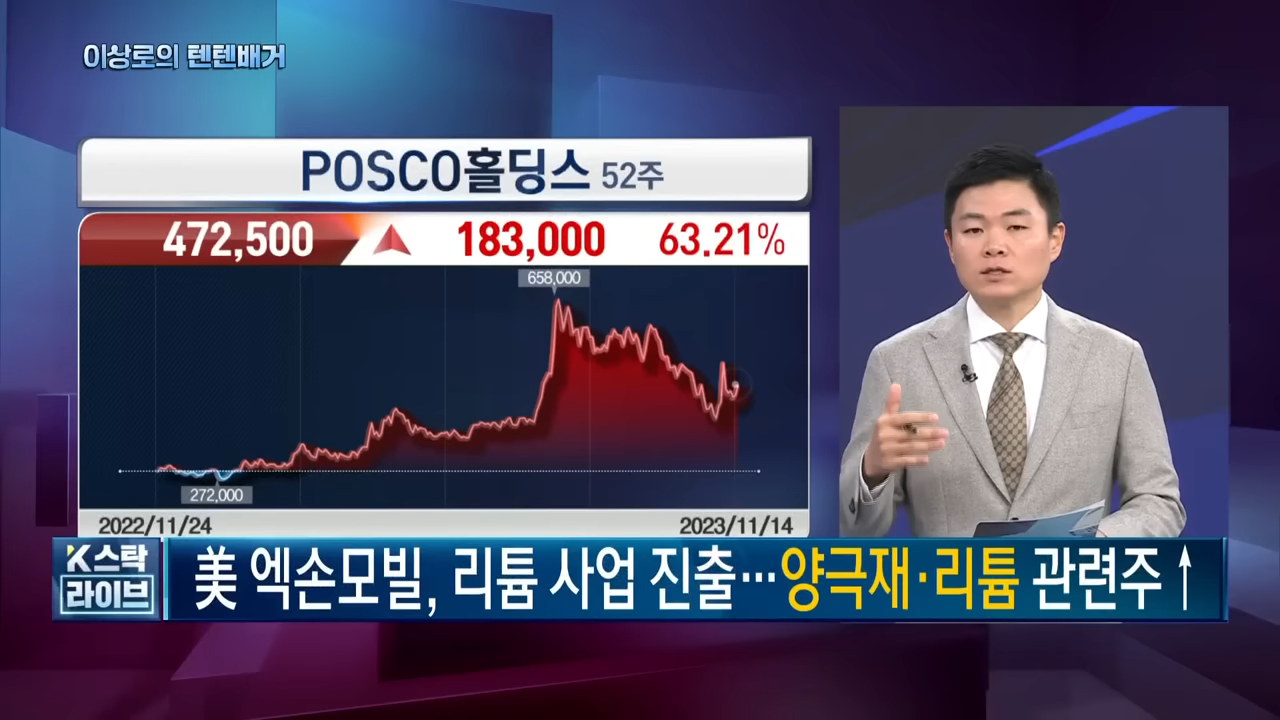 이상로의 텐텐배거
POSCO홀딩스 52주
472,500 ▲ 183,000 63.21%
658,000
272,000
2022/11/24 2023/11/14
K스탁
라이브
美 엑손모빌, 리튬 사업 진출…양극재·리튬 관련주↑